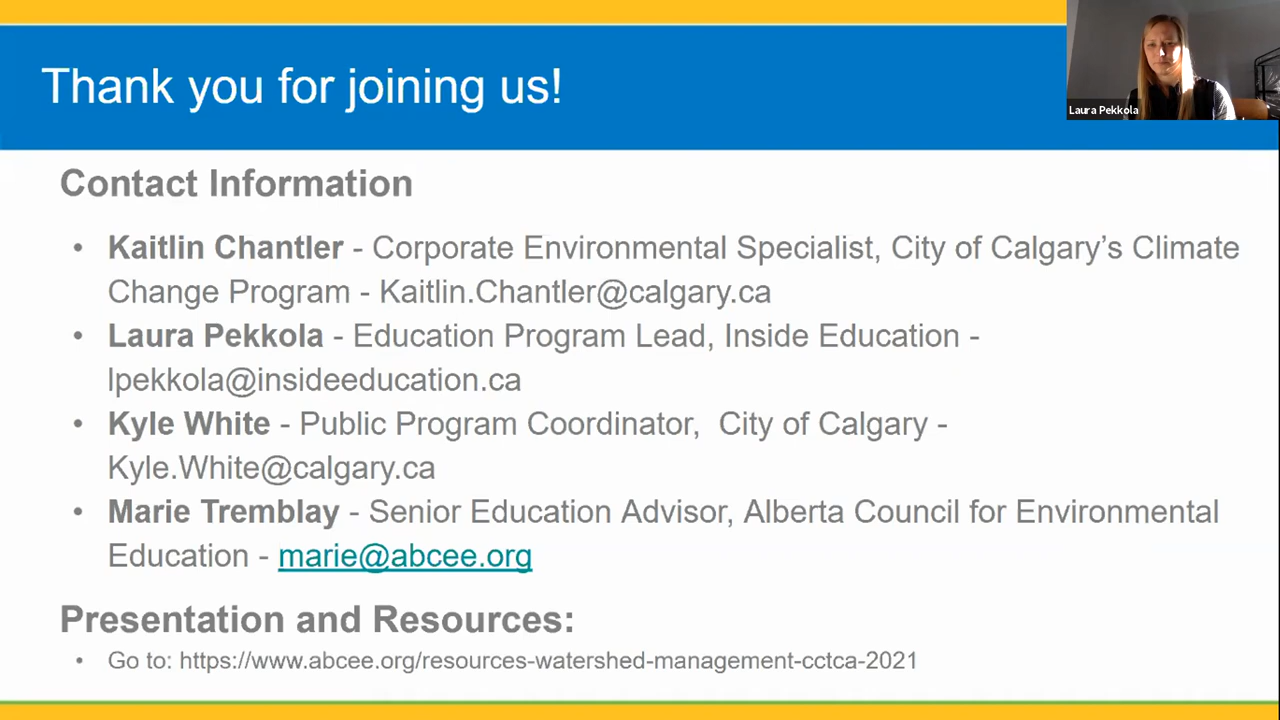 Thank you for joining us!
Laura Pekkola
Contact Information
• Kaitlin Chantler - Corporate Environmental Specialist, City of Calgary’s Climate
Change Program - Kaitlin.Chantler@calgary.ca
• Laura Pekkola - Education Program Lead, Inside Education -
lpekkola@insideeducation.ca
• Kyle White - Public Program Coordinator,  City of Calgary -
Kyle.White@calgary.ca
• Marie Tremblay - Senior Education Advisor, Alberta Council for Environmental
Education - marie@abcee.org
Presentation and Resources:
• Go to: https://www.abcee.org/resources-watershed-management-cctca-2021